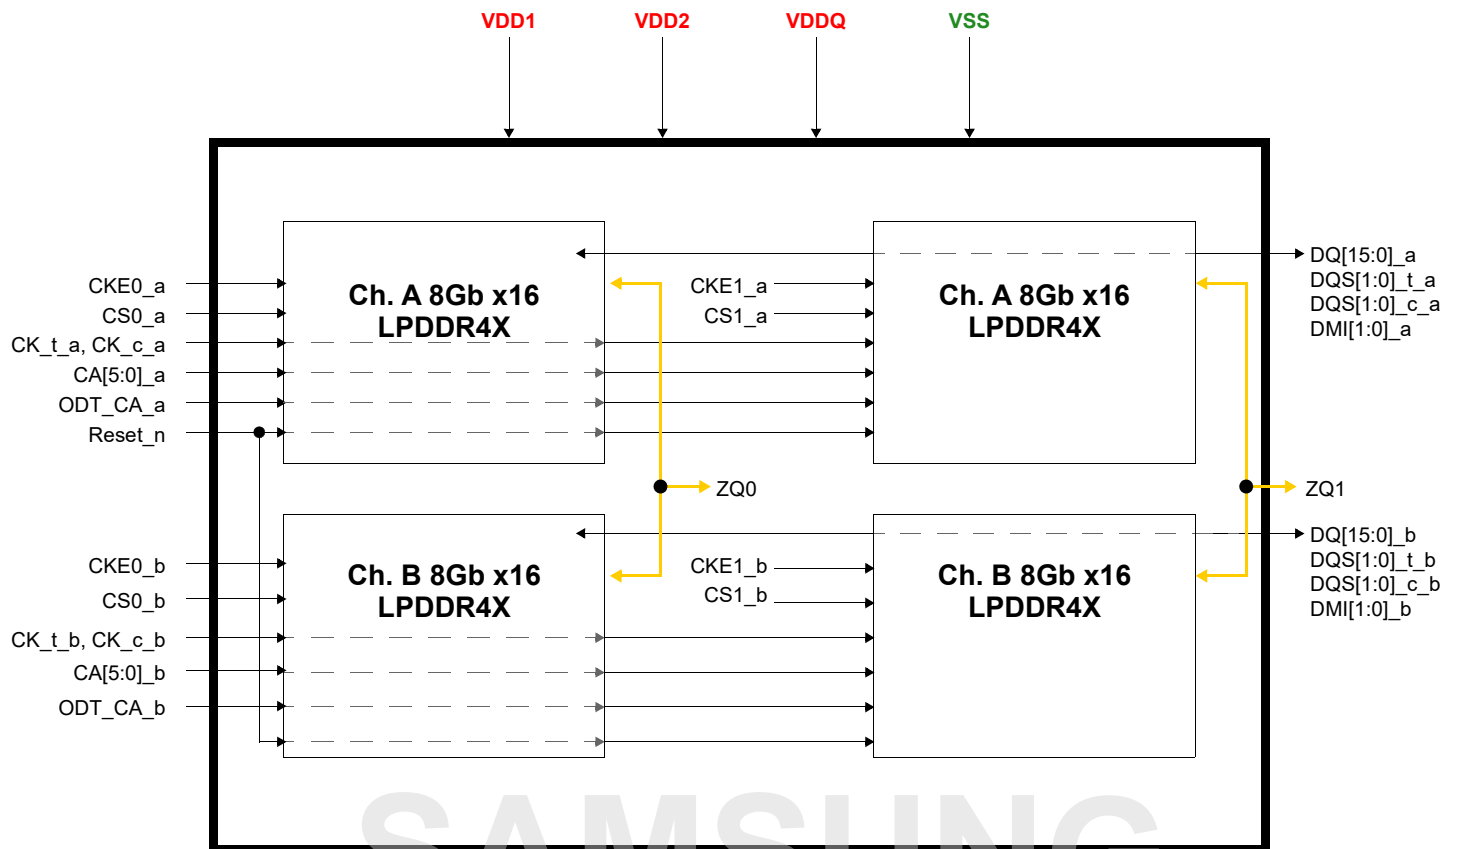 VDD1
VDD2
VDDQ
VSS
CKE0_a
CS0_a
CK_t_a, CK_c_a
CA[5:0]_a
ODT_CA_a
Reset_n
Ch. A 8Gb x16
LPDDR4X
CKE1_a
CS1_a
Ch. A 8Gb x16
LPDDR4X
DQ[15:0]_a
DQS[1:0]_t_a
DQS[1:0]_c_a
DMI[1:0]_a
ZQ0
ZQ1
CKE0_b
CS0_b
CK_t_b, CK_c_b
CA[5:0]_b
ODT_CA_b
Ch. B 8Gb x16
LPDDR4X
CKE1_b
CS1_b
Ch. B 8Gb x16
LPDDR4X
DQ[15:0]_b
DQS[1:0]_t_b
DQS[1:0]_c_b
DMI[1:0]_b
SAMSUNG